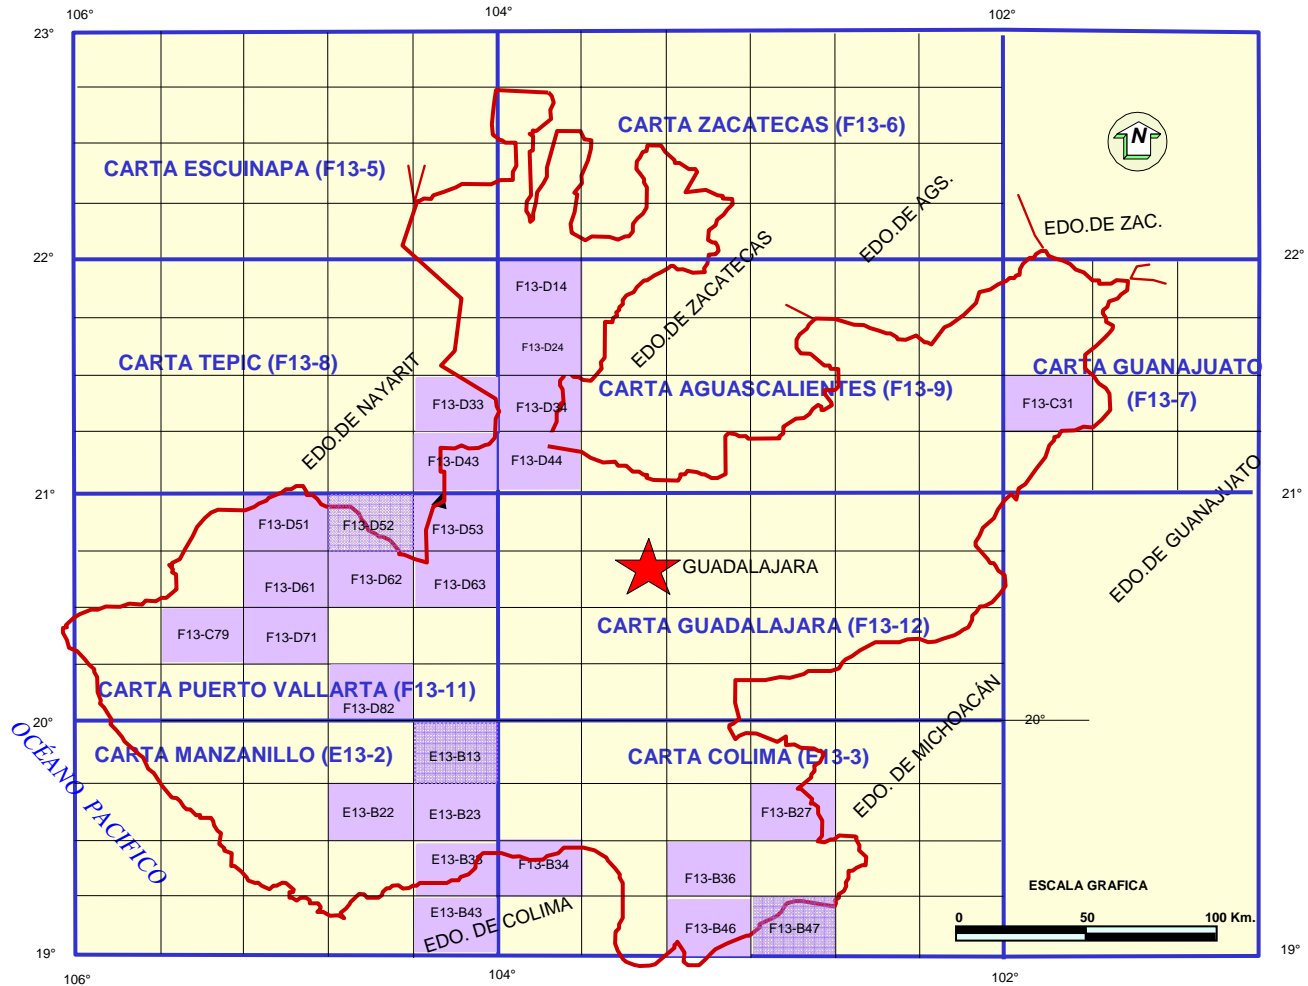 106°
104°
102°
23°
CARTA ZACATECAS (F13-6)
N
CARTA ESCUINAPA (F13-5)
EDO.DE AGS.
EDO.DE ZAC.
22°
22°
EDO.DE ZACATECAS
F13-D14
F13-D24
CARTA TEPIC (F13-8)
EDO.DE NAYARIT
CARTA AGUASCALIENTES (F13-9)
CARTA GUANAJUATO
(F13-7)
F13-D33
F13-D34
F13-C31
F13-D43
F13-D44
21°
21°
F13-D51
F13-D52
F13-D53
EDO.DE GUANAJUATO
GUADALAJARA
F13-D61
F13-D62
F13-D63
F13-C79
F13-D71
CARTA GUADALAJARA (F13-12)
CARTA PUERTO VALLARTA (F13-11)
F13-D82
20°
20°
OCÉANO PACIFICO
CARTA MANZANILLO (E13-2)
E13-B13
CARTA COLIMA (E13-3)
EDO. DE MICHOACÁN
E13-B22
E13-B23
F13-B27
E13-B33
F13-B34
F13-B36
E13-B43
EDO. DE COLIMA
F13-B46
F13-B47
ESCALA GRAFICA
0
50
100 Km.
19°
19°
106°
104°
102°